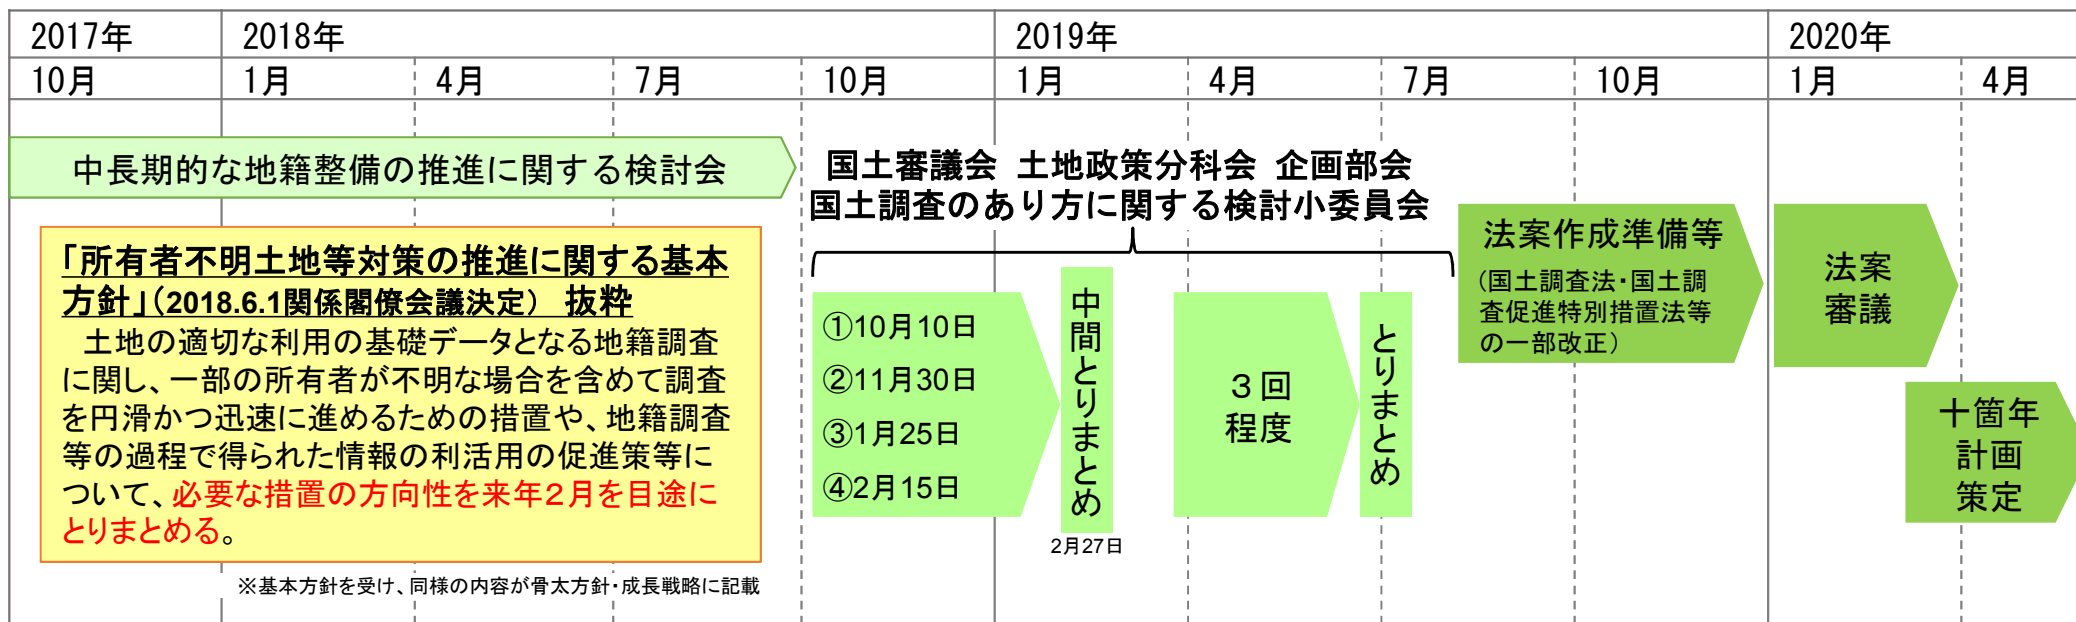 2017年
2018年
2019年
2020年
10月
1月
4月
7月
10月
1月
4月
7月
10月
1月
4月
中長期的な地籍整備の推進に関する検討会
「所有者不明土地等対策の推進に関する基本
方針」(2018.6.1関係閣僚会議決定) 抜粋
土地の適切な利用の基礎データとなる地籍調査
に関し、一部の所有者が不明な場合を含めて調査
を円滑かつ迅速に進めるための措置や、地籍調査
等の過程で得られた情報の利活用の促進策等に
ついて、必要な措置の方向性を来年2月を目途に
とりまとめる。
※基本方針を受け、同様の内容が骨太方針・成長戦略に記載
国土審議会 土地政策分科会 企画部会
国土調査のあり方に関する検討小委員会
①10月10日
②11月30日
③1月25日
④2月15日
中間とりまとめ
2月27日
3回
程度
とりまとめ
法案作成準備等
(国土調査法・国土調
査促進特別措置法等
の一部改正)
法案
審議
十箇年
計画
策定